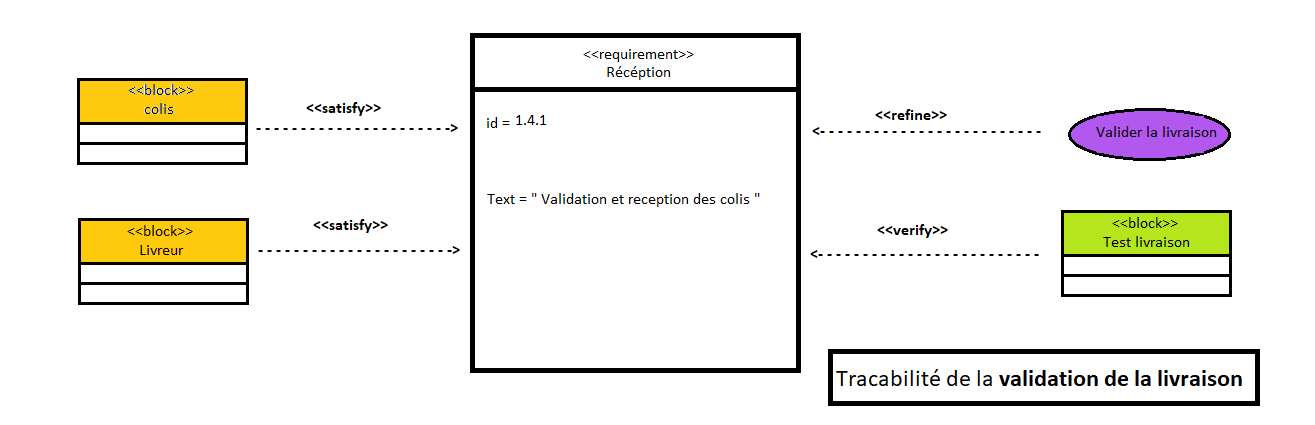 <<requirement>>
Récéption
id = 1.4.1
Text = " Validation et reception des colis "
<<block>>
colis
<<satisfy>>
<<block>>
Livreur
<<satisfy>>
<<refine>>
Valider la livraison
<<verify>>
<<block>>
Test livraison
Tracabilité de la validation de la livraison